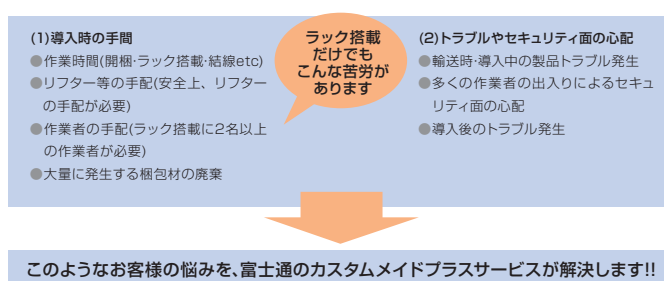 (1)導入時の手間
●作業時間(開梱・ラック搭載・結線etc)
●リフター等の手配(安全上、リフター
の手配が必要)
●作業者の手配(ラック搭載に2名以上
の作業者が必要)
●大量に発生する梱包材の廃棄
ラック搭載
だけでも
こんな苦労が
あります
(2)トラブルやセキュリティ面の心配
●輸送時・導入中の製品トラブル発生
●多くの作業者の出入りによるセキュ
リティ面の心配
●導入後のトラブル発生
このようなお客様の悩みを、富士通のカスタムメイドプラスサービスが解決します!!